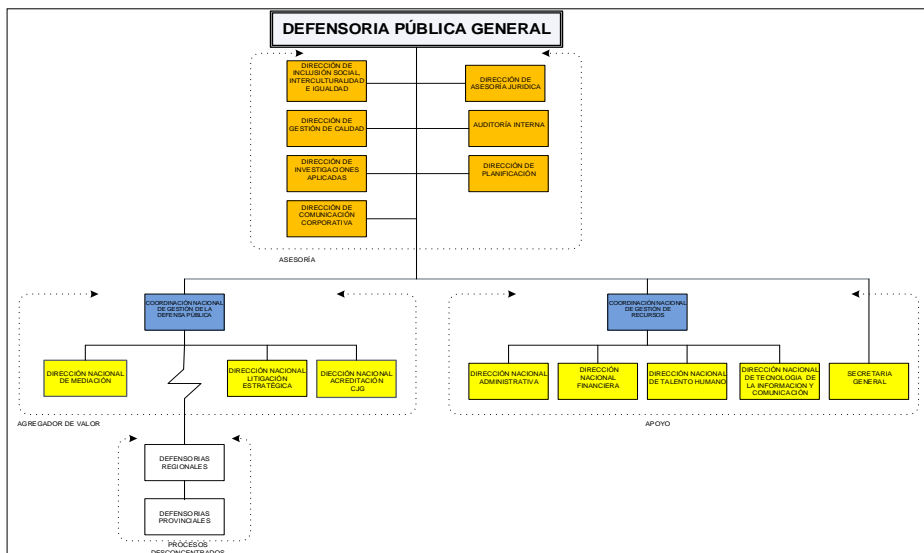 DEFENSORIA PÚBLICA GENERAL
DIRECCIÓN DE
INCLUSIÓN SOCIAL,
INTERCULTURALIDAD
E IGUALDAD
DIRECCIÓN DE
ASESORÍA JURIDICA
DIRECCIÓN DE
GESTIÓN DE CALIDAD
AUDITORÍA INTERNA
DIRECCIÓN DE
INVESTIGACIONES
APLICADAS
DIRECCIÓN DE
PLANIFICACIÓN
DIRECCIÓN DE
COMUNICACIÓN
CORPORATIVA
ASESORÍA
COORDINACIÓN NACIONAL
DE GESTIÓN DE LA
DEFENSA PÚBLICA
COORDINACIÓN NACIONAL
DE GESTIÓN DE
RECURSOS
DIRECCIÓN NACIONAL
DE MEDIACIÓN
DIRECCIÓN NACIONAL
LITIGACIÓN
ESTRATÉGICA
DIECCIÓN NACIONAL
ACREDITACIÓN
CJG
DIRECCIÓN NACIONAL
ADMINISTRATIVA
DIRECCIÓN
NACIONAL
FINANCIERA
DIRECCIÓN NACIONAL
DE TALENTO HUMANO
DIRECCIÓN NACIONAL
DE TECNOLOGIA DE
LA INFORMACION Y
COMUNICACIÓN
SECRETARIA
GENERAL
AGREGADOR DE VALOR
APOYO
DEFENSORIAS
REGIONALES
DEFENSORIAS
PROVINCIALES
PROCESOS
DESCONCENTRADOS